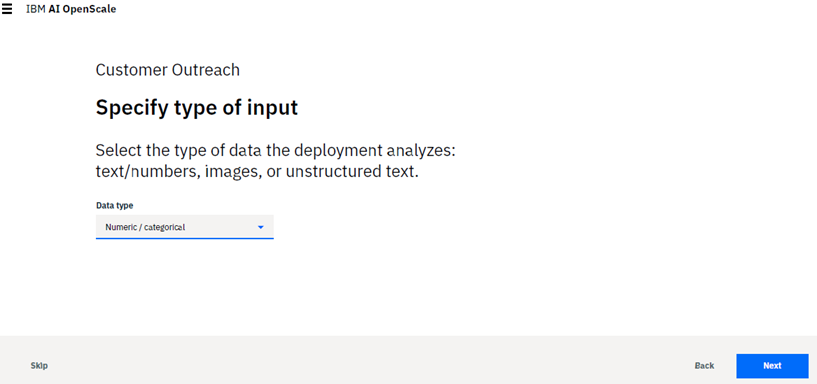 IBM AI OpenScale
Customer Outreach
Specify type of input
Select the type of data the deployment analyzes:
text/numbers, images, or unstructured text.
Data type
Numeric / categorical
Skip
Back
Next